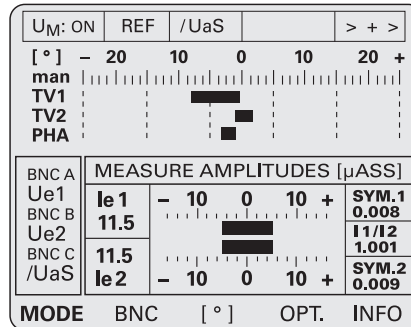 UM: ON REF /UaS > + >
[ ° ] – 20 10 0 10 20 +
man
TV1
TV2
PHA
BNC A
Ue1
BNC B
Ue2
BNC C
/UaS
MEASURE AMPLITUDES [µASS]
Ie 1 – 10 0 10 + SYM.1
11.5 0.008
I1/I2
1.001
11.5 SYM.2
Ie 2 – 10 0 10 + 0.009
MODE BNC [ ° ] OPT. INFO